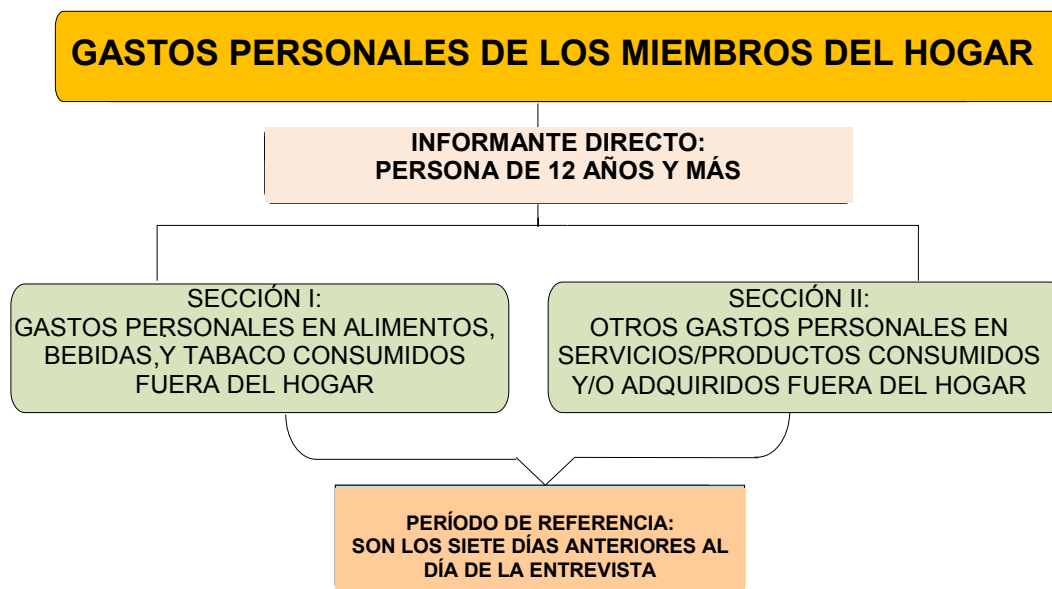 GASTOS PERSONALES DE LOS MIEMBROS DEL HOGAR
INFORMANTE DIRECTO:
PERSONA DE 12 AÑOS Y MÁS
SECCIÓN I:
GASTOS PERSONALES EN ALIMENTOS,
BEBIDAS,Y TABACO CONSUMIDOS
FUERA DEL HOGAR
SECCIÓN II:
OTROS GASTOS PERSONALES EN
SERVICIOS/PRODUCTOS CONSUMIDOS
Y/O ADQUIRIDOS FUERA DEL HOGAR
PERÍODO DE REFERENCIA:
SON LOS SIETE DÍAS ANTERIORES AL
DÍA DE LA ENTREVISTA